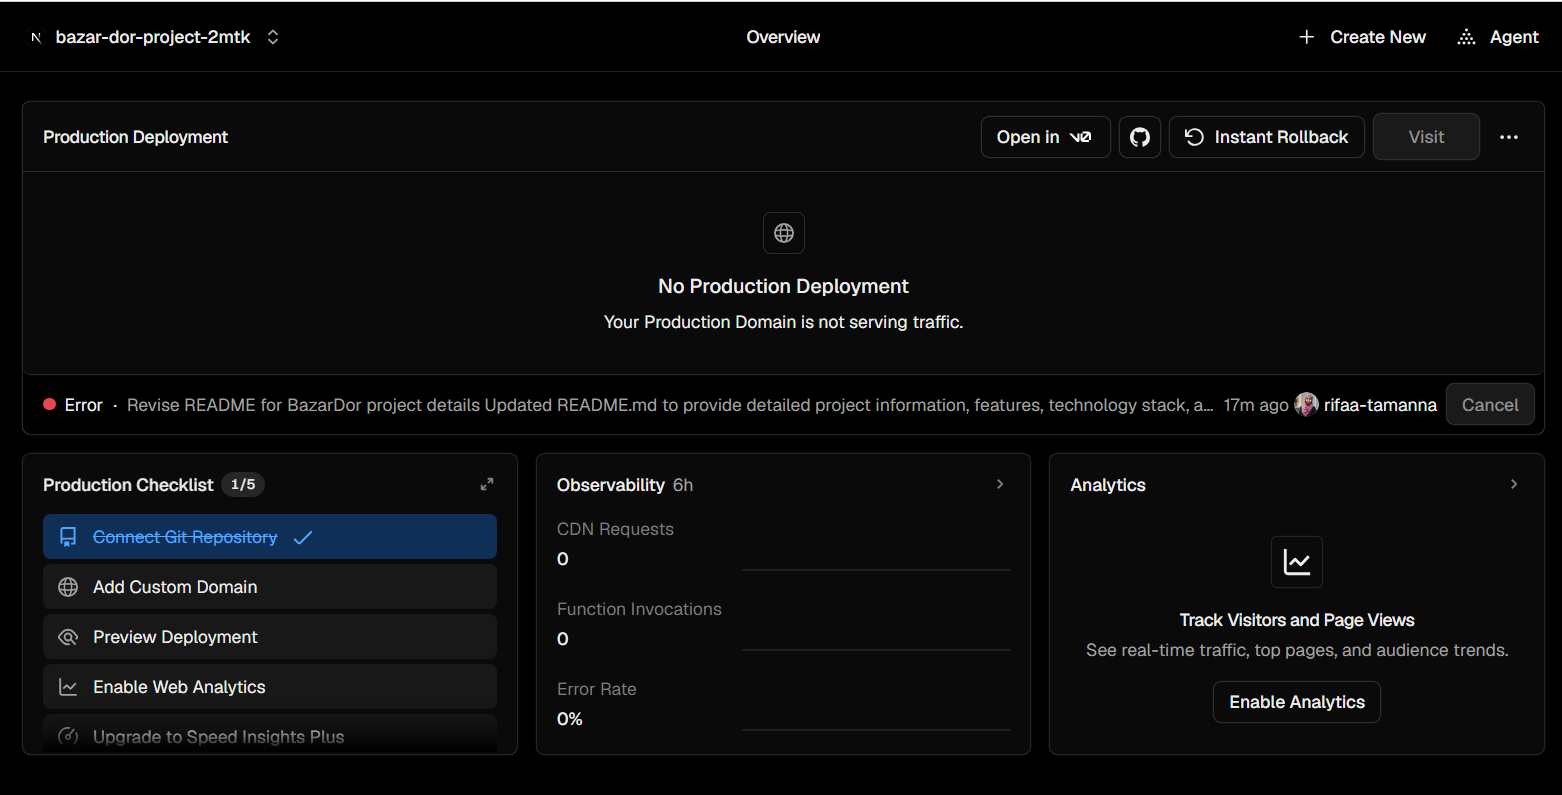 N bazar-dor-project-2mtk
Overview
Create New
Agent
Production Deployment
Open in v0
Instant Rollback
Visit
No Production Deployment
Your Production Domain is not serving traffic.
Error · Revise README for BazarDor project details Updated README.md to provide detailed project information, features, technology stack, a... 17m ago rifaa-tamanna Cancel
Production Checklist 1/5
Connect Git Repository
Add Custom Domain
Preview Deployment
Enable Web Analytics
Upgrade to Speed Insights Plus
Observability 6h
CDN Requests
0
Function Invocations
0
Error Rate
0%
Analytics
Track Visitors and Page Views
See real-time traffic, top pages, and audience trends.
Enable Analytics